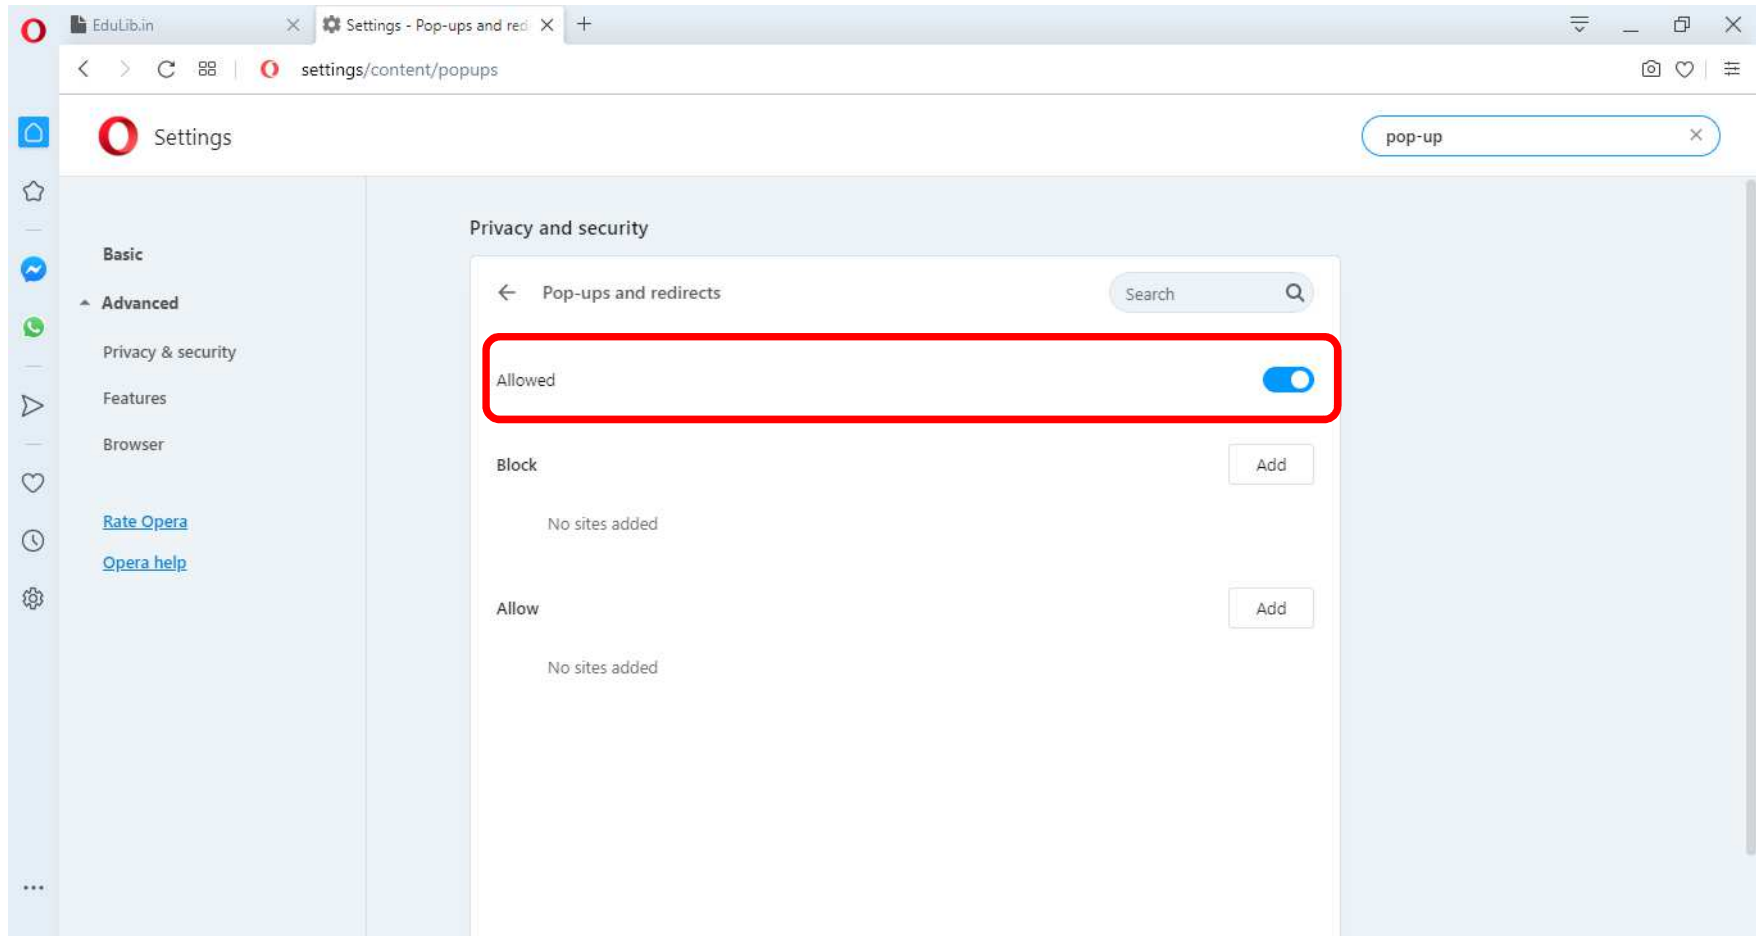 EduLib.in
Settings - Pop-ups and red
settings/content/popups
Settings
pop-up
Basic
Advanced
Privacy & security
Features
Browser
Rate Opera
Opera help
Privacy and security
Pop-ups and redirects
Search
Allowed
Block
Add
No sites added
Allow
Add
No sites added